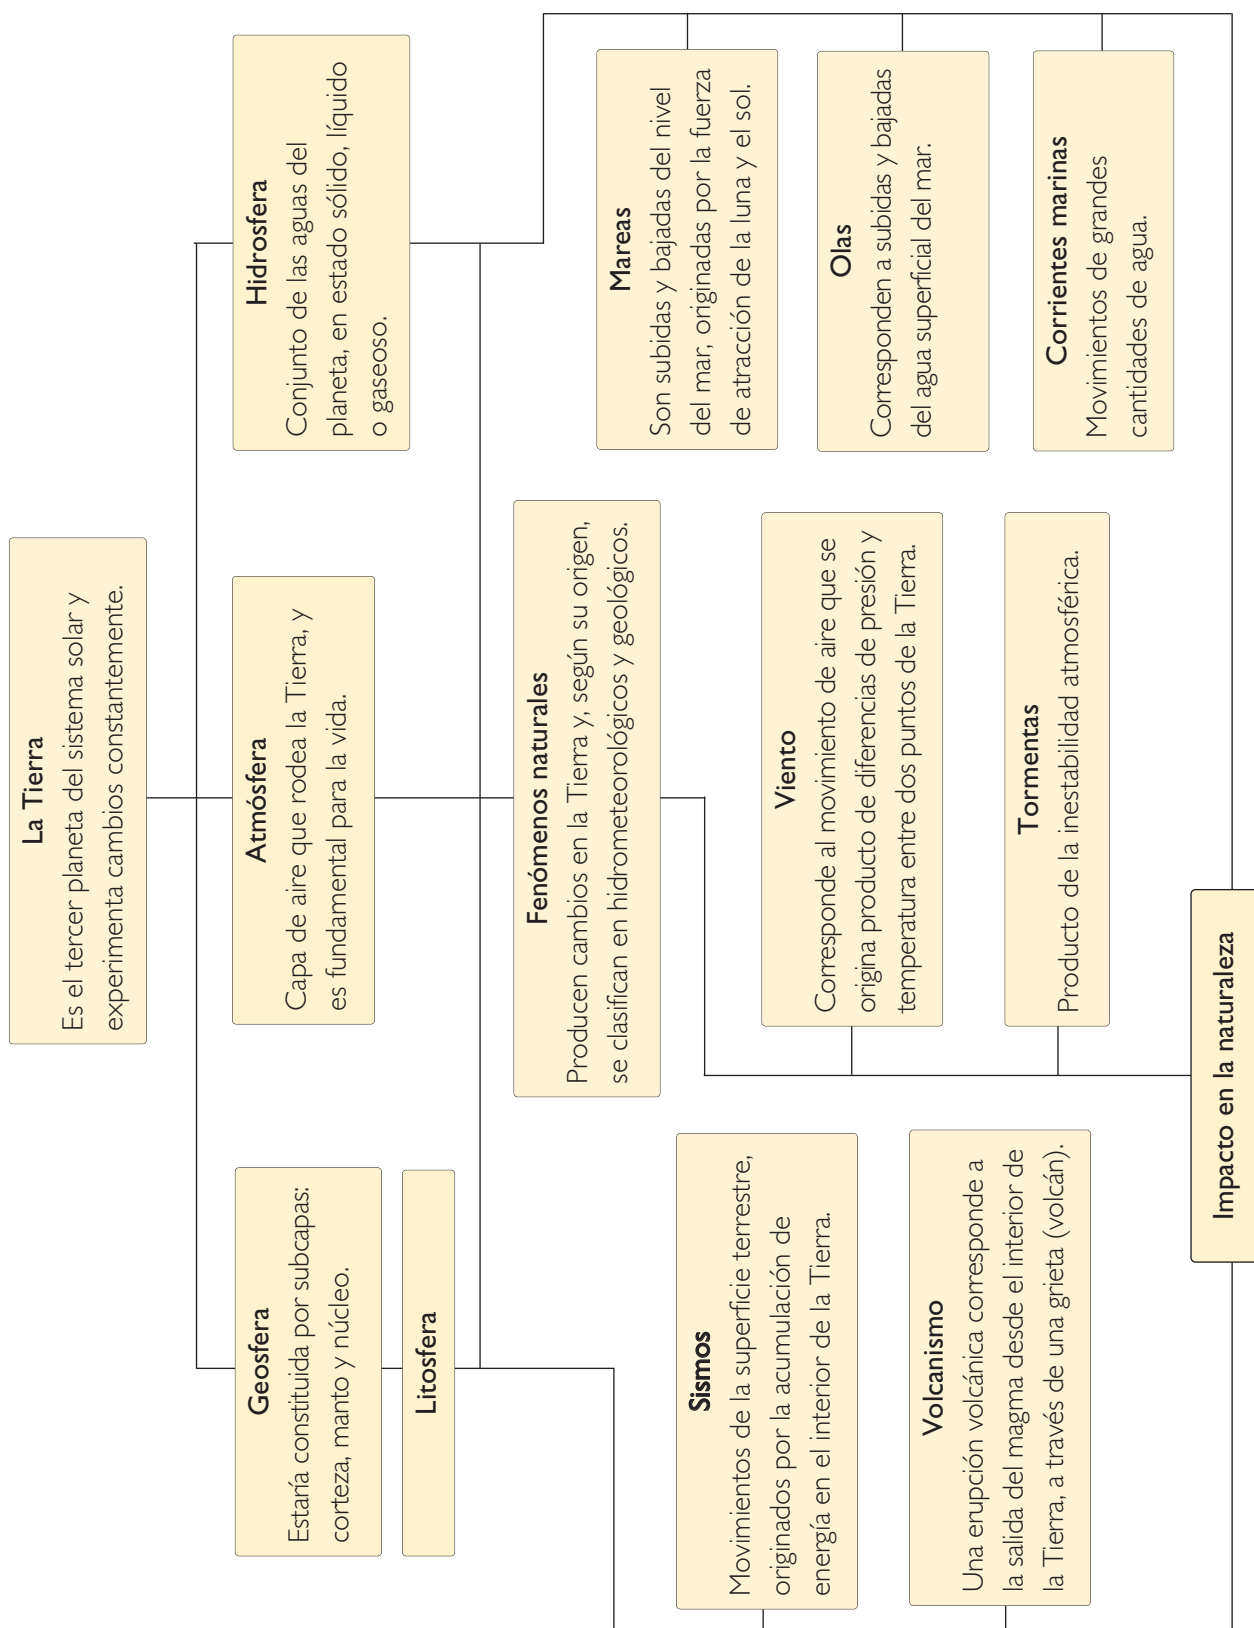 La Tierra
Es el tercer planeta del sistema solar y
experimenta cambios constantemente.
Geosfera
Estaría constituida por subcapas:
corteza, manto y núcleo.
Litosfera
Atmósfera
Capa de aire que rodea la Tierra, y
es fundamental para la vida.
Hidrosfera
Conjunto de las aguas del
planeta, en estado sólido, líquido
o gaseoso.
Fenómenos naturales
Producen cambios en la Tierra y, según su origen,
se clasifican en hidrometeorológicos y geológicos.
Sismos
Movimientos de la superficie terrestre,
originados por la acumulación de
energía en el interior de la Tierra.
Volcanismo
Una erupción volcánica corresponde a
la salida del magma desde el interior de
la Tierra, a través de una grieta (volcán).
Viento
Corresponde al movimiento de aire que se
origina producto de diferencias de presión y
temperatura entre dos puntos de la Tierra.
Tormentas
Producto de la inestabilidad atmosférica.
Mareas
Son subidas y bajadas del nivel
del mar, originadas por la fuerza
de atracción de la luna y el sol.
Olas
Corresponden a subidas y bajadas
del agua superficial del mar.
Corrientes marinas
Movimientos de grandes
cantidades de agua.
Impacto en la naturaleza